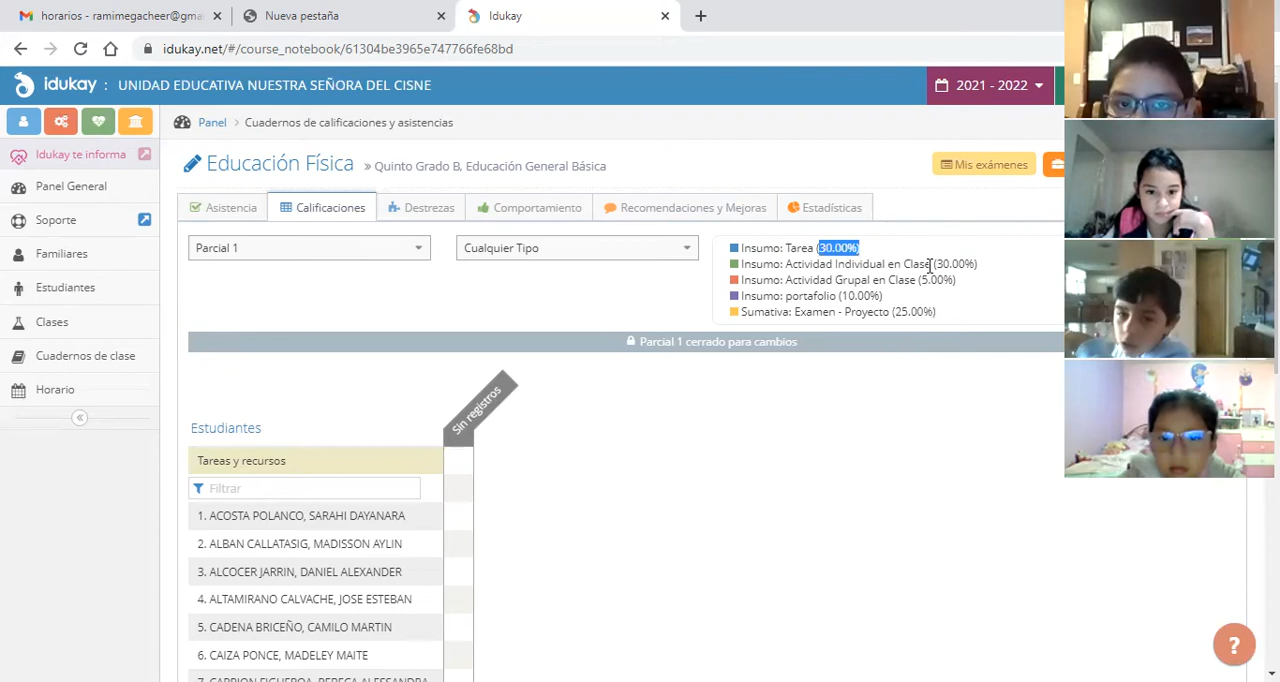 horarios - ramimegacheer@gma
Nueva pestaña
Idukay
idukay.net/#/course_notebook/61304be3965e747766fe68bd
idukay : UNIDAD EDUCATIVA NUESTRA SEÑORA DEL CISNE
2021 - 2022
Panel > Cuadernos de calificaciones y asistencias
Idukay te informa
Panel General
Soporte
Familiares
Estudiantes
Clases
Cuadernos de clase
Horario
Educación Física » Quinto Grado B, Educación General Básica
Mis exámenes
Asistencia
Calificaciones
Destrezas
Comportamiento
Recomendaciones y Mejoras
Estadísticas
Parcial 1
Cualquier Tipo
Insumo: Tarea (30.00%)
Insumo: Actividad Individual en Clase (30.00%)
Insumo: Actividad Grupal en Clase (5.00%)
Insumo: portafolio (10.00%)
Sumativa: Examen - Proyecto (25.00%)
Parcial 1 cerrado para cambios
Sin registros
Estudiantes
Tareas y recursos
Filtrar
1. ACOSTA POLANCO, SARAHI DAYANARA
2. ALBAN CALLATASIG, MADISSON AYLIN
3. ALCOCER JARRIN, DANIEL ALEXANDER
4. ALTAMIRANO CALVACHE, JOSE ESTEBAN
5. CADENA BRICEÑO, CAMILO MARTIN
6. CAIZA PONCE, MADELEY MAITE
7. CARRION FIGUEROA, REBECA ALESSANDRA
?